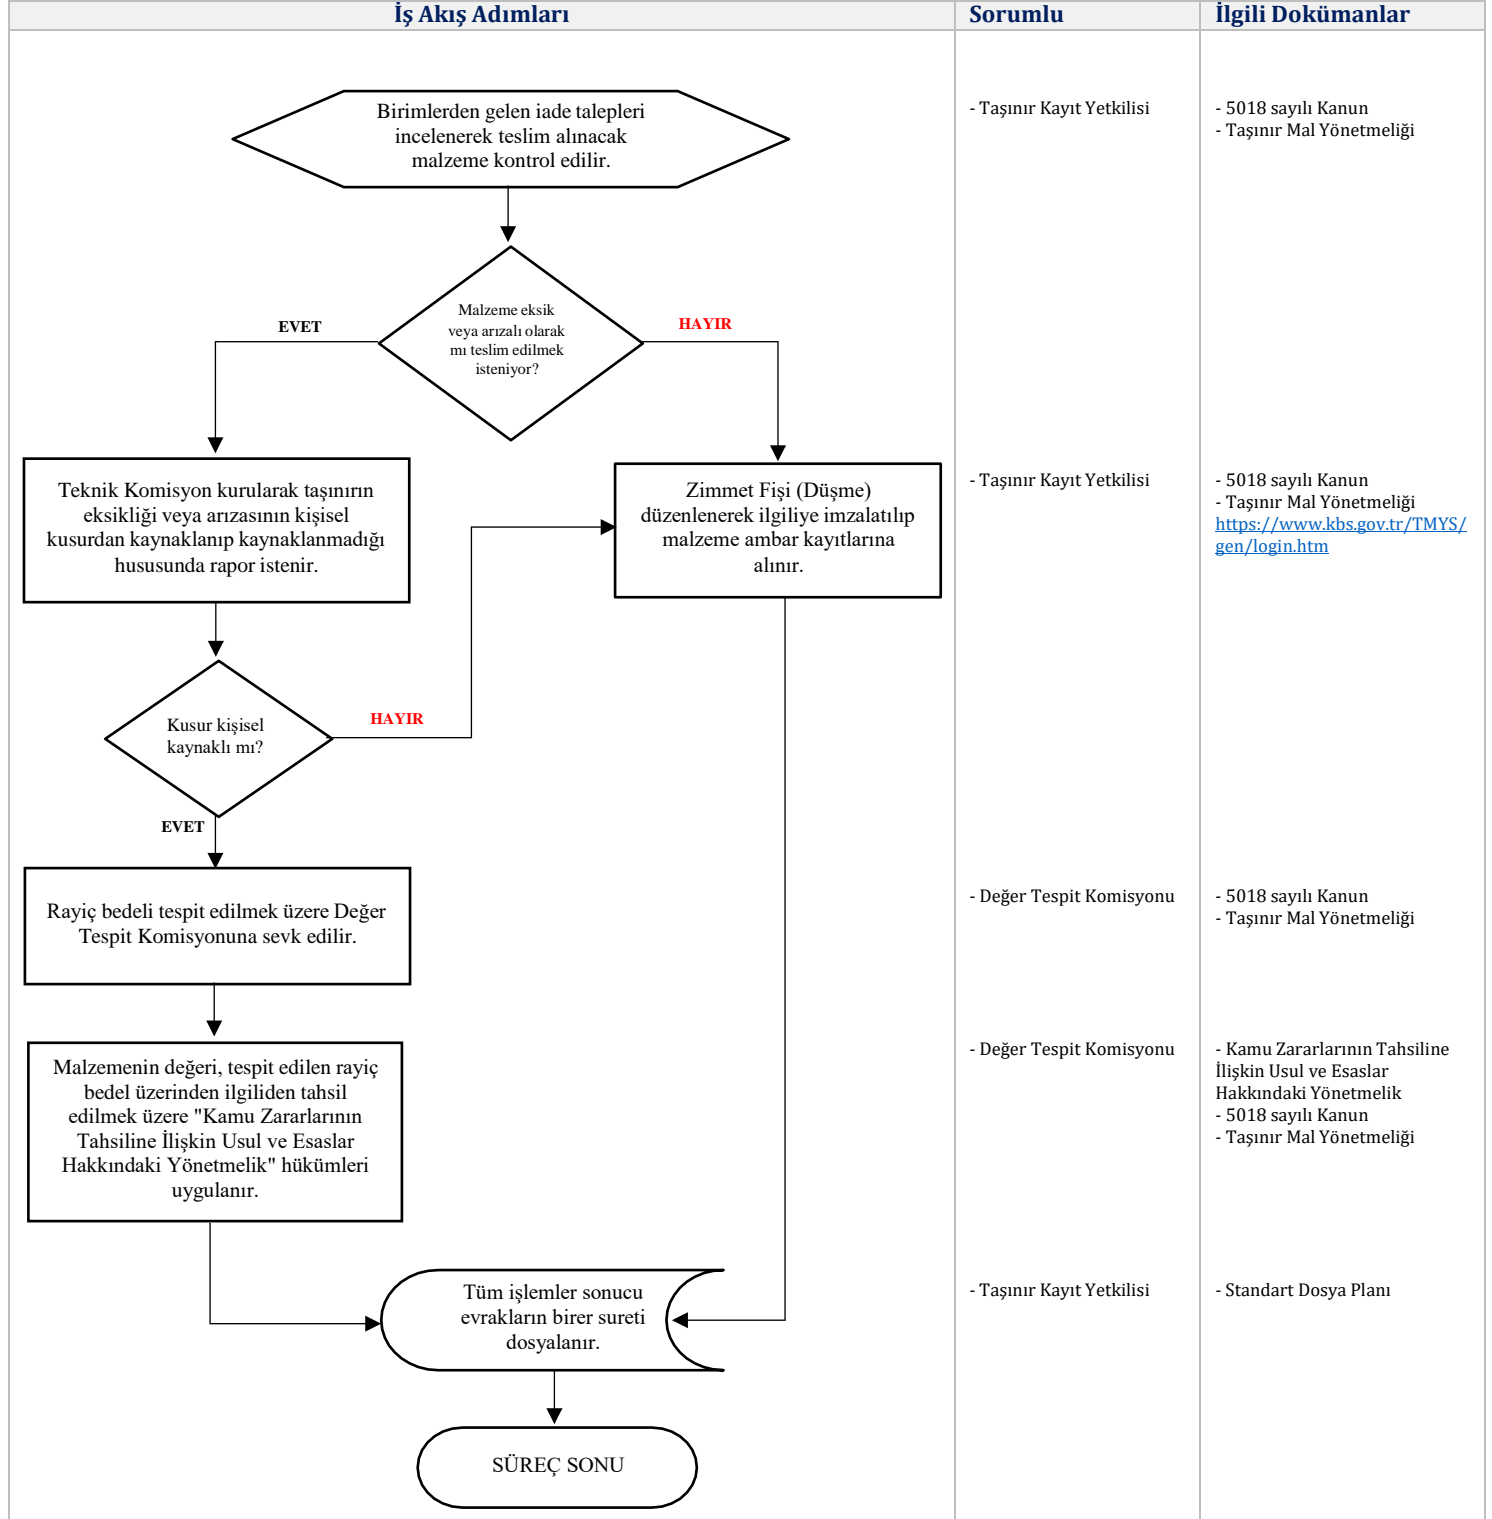 İş Akış Adımları
Sorumlu
İlgili Dokümanlar
Birimlerden gelen iade talepleri
incelenerek teslim alınacak
malzeme kontrol edilir.
- Taşınır Kayıt Yetkilisi
- 5018 sayılı Kanun
- Taşınır Mal Yönetmeliği
Malzeme eksik
veya arızalı olarak
mı teslim edilmek
isteniyor?
EVET
HAYIR
Teknik Komisyon kurularak taşınırın
eksikliği veya arızasının kişisel
kusurdan kaynaklanıp kaynaklanmadığı
hususunda rapor istenir.
Zimmet Fişi (Düşme)
düzenlenerek ilgiliye imzalatılıp
malzeme ambar kayıtlarına
alınır.
- Taşınır Kayıt Yetkilisi
- 5018 sayılı Kanun
- Taşınır Mal Yönetmeliği
https://www.kbs.gov.tr/TMYS/
gen/login.htm
Kusur kişisel
kaynaklı mı?
HAYIR
EVET
Rayiç bedeli tespit edilmek üzere Değer
Tespit Komisyonuna sevk edilir.
- Değer Tespit Komisyonu
- 5018 sayılı Kanun
- Taşınır Mal Yönetmeliği
Malzemenin değeri, tespit edilen rayiç
bedel üzerinden ilgiliden tahsil
edilmek üzere "Kamu Zararlarının
Tahsiline İlişkin Usul ve Esaslar
Hakkındaki Yönetmelik" hükümleri
uygulanır.
- Değer Tespit Komisyonu
- Kamu Zararlarının Tahsiline
İlişkin Usul ve Esaslar
Hakkındaki Yönetmelik
- 5018 sayılı Kanun
- Taşınır Mal Yönetmeliği
Tüm işlemler sonucu
evrakların birer sureti
dosyalanır.
- Taşınır Kayıt Yetkilisi
- Standart Dosya Planı
SÜREÇ SONU